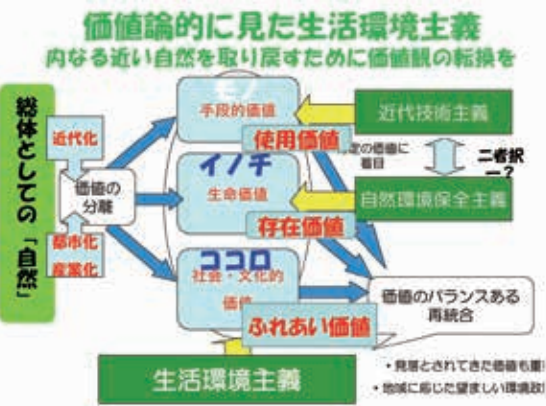 価値論的に見た生活環境主義
内なる近い自然を取り戻すために価値観の転換を
総体としての「自然」
近代化
都市化
産業化
価値の
分離
モノ
手段的価値
使用価値
イノチ
生命価値
存在価値
ココロ
社会・文化的
価値
ふれあい価値
近代技術主義
定の価値に
着目
二者択
一?
自然環境保全主義
価値のバランスある
再統合
生活環境主義
・見落とされてきた価値も重
・地域に応じた望ましい環境政